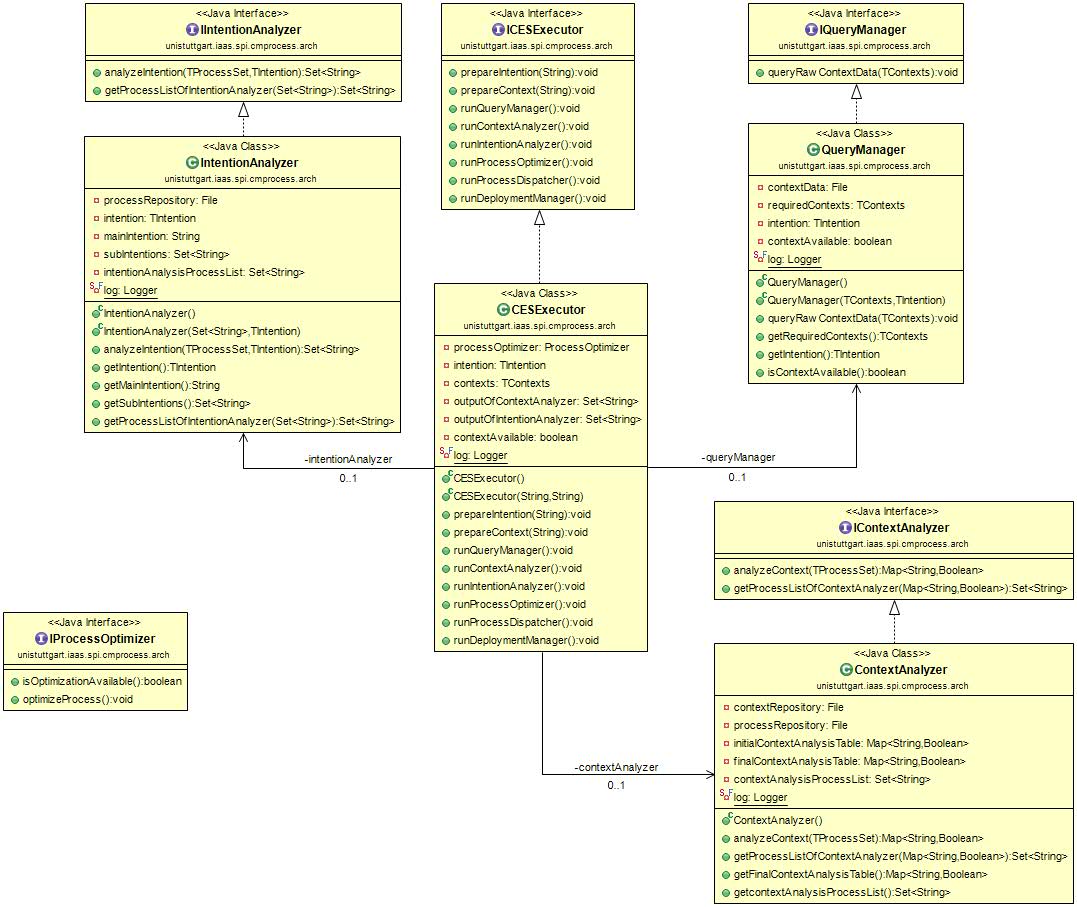 <<Java Interface>>
IIntentionAnalyzer
unistuttgart.iaas.spi.cmprocess.arch
analyzeIntention(TProcessSet,TIntention):Set<String>
getProcessListOfIntentionAnalyzer(Set<String>):Set<String>
<<Java Class>>
IntentionAnalyzer
unistuttgart.iaas.spi.cmprocess.arch
processRepository: File
intention: TIntention
mainIntention: String
subIntentions: Set<String>
intentionAnalysisProcessList: Set<String>
log: Logger
IntentionAnalyzer()
IntentionAnalyzer(Set<String>,TIntention)
analyzeIntention(TProcessSet,TIntention):Set<String>
getIntention():TIntention
getMainIntention():String
getSubIntentions():Set<String>
getProcessListOfIntentionAnalyzer(Set<String>):Set<String>
<<Java Interface>>
ICESExecutor
unistuttgart.iaas.spi.cmprocess.arch
prepareIntention(String):void
prepareContext(String):void
runQueryManager():void
runContextAnalyzer():void
runIntentionAnalyzer():void
runProcessOptimizer():void
runProcessDispatcher():void
runDeploymentManager():void
<<Java Class>>
CESExecutor
unistuttgart.iaas.spi.cmprocess.arch
processOptimizer: ProcessOptimizer
intention: TIntention
contexts: TContexts
outputOfContextAnalyzer: Set<String>
outputOfIntentionAnalyzer: Set<String>
contextAvailable: boolean
log: Logger
CESExecutor()
CESExecutor(String,String)
prepareIntention(String):void
prepareContext(String):void
runQueryManager():void
runContextAnalyzer():void
runIntentionAnalyzer():void
runProcessOptimizer():void
runProcessDispatcher():void
runDeploymentManager():void
<<Java Interface>>
IQueryManager
unistuttgart.iaas.spi.cmprocess.arch
queryRawContextData(TContexts):void
<<Java Class>>
QueryManager
unistuttgart.iaas.spi.cmprocess.arch
contextData: File
requiredContexts: TContexts
intention: TIntention
contextAvailable: boolean
log: Logger
QueryManager()
QueryManager(TContexts,TIntention)
queryRawContextData(TContexts):void
getRequiredContexts():TContexts
getIntention():TIntention
isContextAvailable():boolean
-intentionAnalyzer
0..1
-queryManager
0..1
<<Java Interface>>
IContextAnalyzer
unistuttgart.iaas.spi.cmprocess.arch
analyzeContext(TProcessSet):Map<String,Boolean>
getProcessListOfContextAnalyzer(Map<String,Boolean>):Set<String>
<<Java Interface>>
IProcessOptimizer
unistuttgart.iaas.spi.cmprocess.arch
isOptimizationAvailable():boolean
optimizeProcess():void
-contextAnalyzer
0..1
<<Java Class>>
ContextAnalyzer
unistuttgart.iaas.spi.cmprocess.arch
contextRepository: File
processRepository: File
initialContextAnalysisTable: Map<String,Boolean>
finalContextAnalysisTable: Map<String,Boolean>
contextAnalysisProcessList: Set<String>
log: Logger
ContextAnalyzer()
analyzeContext(TProcessSet):Map<String,Boolean>
getProcessListOfContextAnalyzer(Map<String,Boolean>):Set<String>
getFinalContextAnalysisTable():Map<String,Boolean>
getcontextAnalysisProcessList():Set<String>